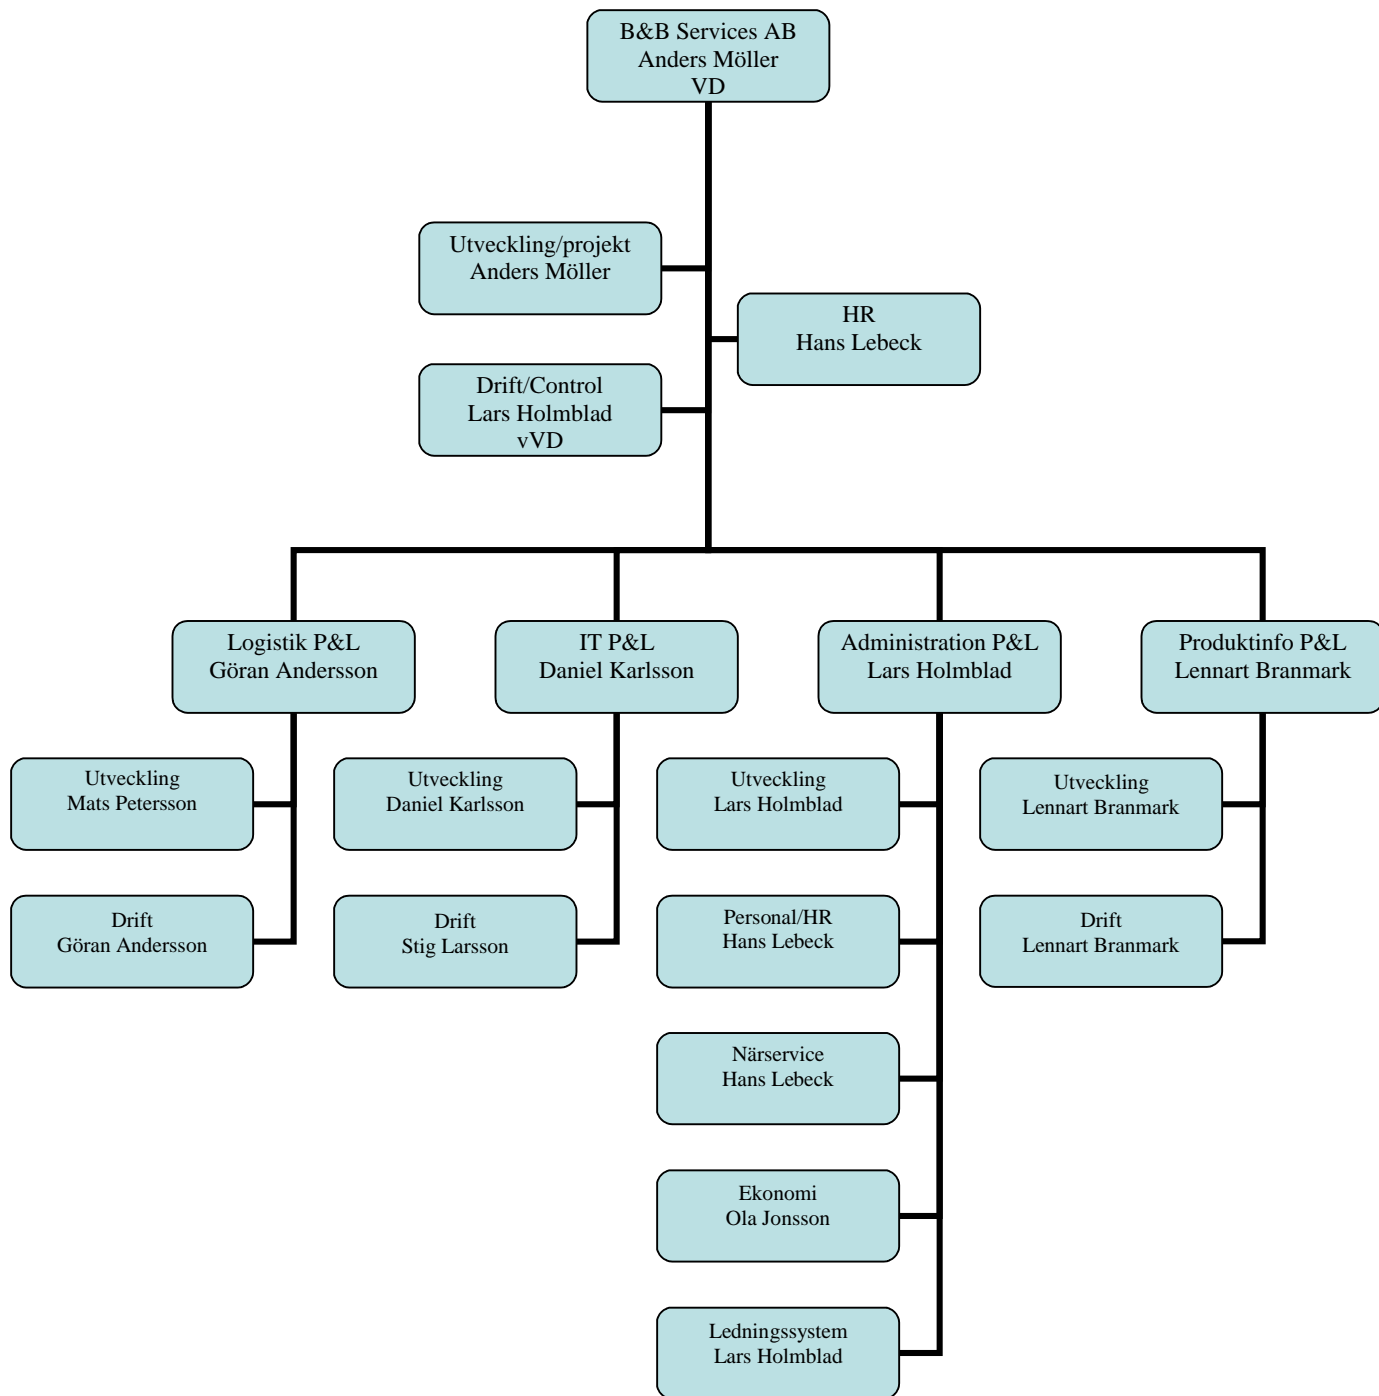 B&B Services AB
Anders Möller
VD
Utveckling/projekt
Anders Möller
HR
Hans Lebeck
Drift/Control
Lars Holmblad
vVD
Logistik P&L
Göran Andersson
IT P&L
Daniel Karlsson
Administration P&L
Lars Holmblad
Produktinfo P&L
Lennart Branmark
Utveckling
Mats Petersson
Utveckling
Daniel Karlsson
Utveckling
Lars Holmblad
Utveckling
Lennart Branmark
Drift
Göran Andersson
Drift
Stig Larsson
Personal/HR
Hans Lebeck
Drift
Lennart Branmark
Närservice
Hans Lebeck
Ekonomi
Ola Jonsson
Ledningssystem
Lars Holmblad